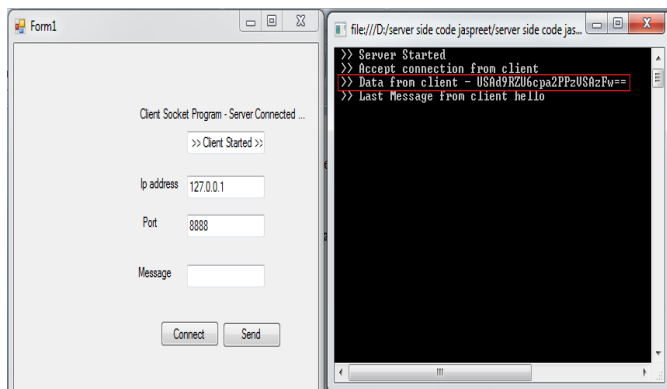 Form1
Client Socket Program - Server Connected ...
>> Client Started >>
Ip address 127.0.0.1
Port 8888
Message
Connect Send
file:///D:/server side code jaspreet/server side code jas...
>> Server Started
>> Accept connection from client
>> Data from client - USAd9RZU6cpa2PPzVSAzFw==
>> Last Message from client hello